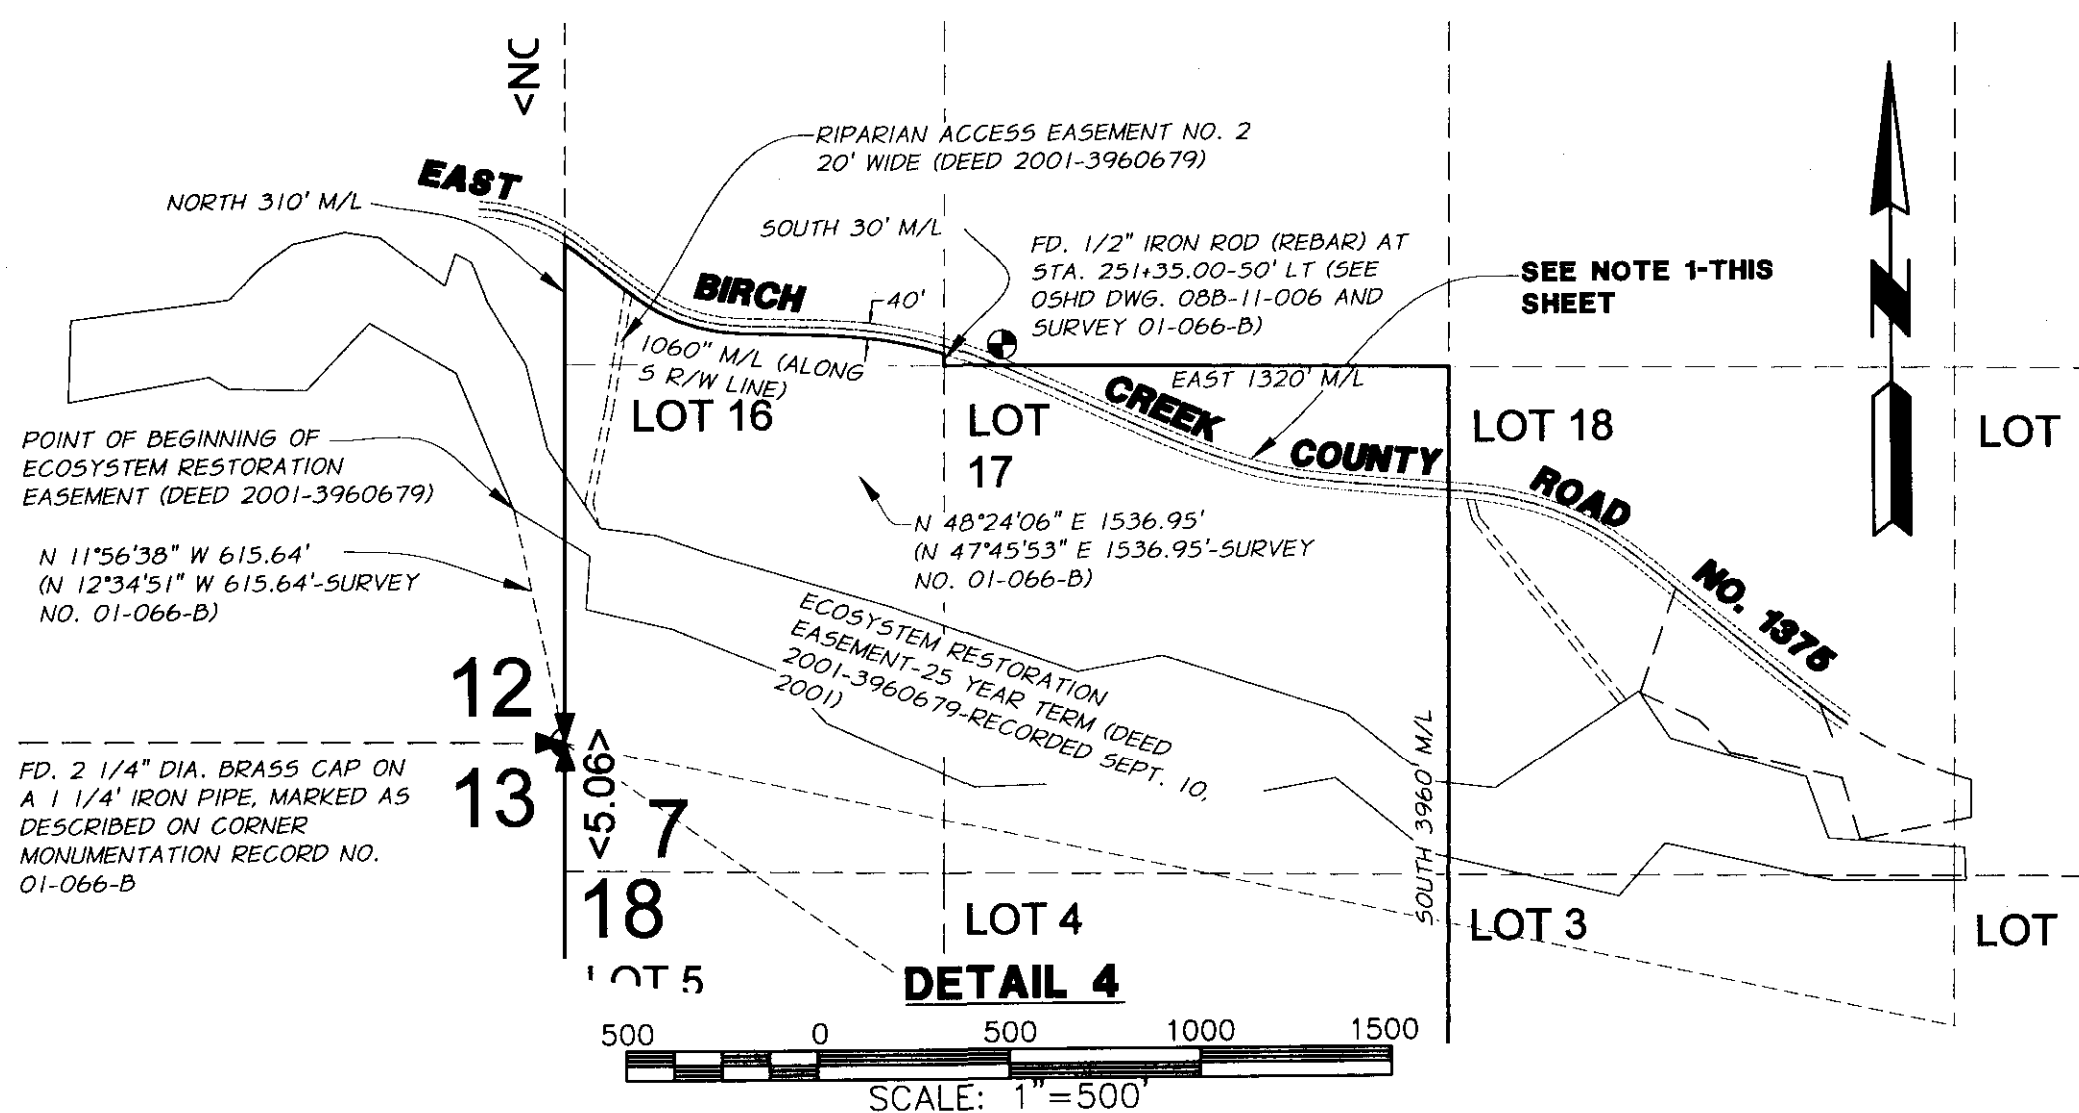 <NC
RIPARIAN ACCESS EASEMENT NO. 2
20' WIDE (DEED 2001-3960679)
EAST
NORTH 310' M/L
SOUTH 30' M/L
FD. 1/2" IRON ROD (REBAR) AT
STA. 251+35.00-50' LT (SEE
OSHD DWG. 08B-11-006 AND
SURVEY 01-066-B)
SEE NOTE 1-THIS
SHEET
N
BIRCH
40'
1060" M/L (ALONG
S R/W LINE)
EAST 1320' M/L
CREEK
COUNTY
ROAD
NO. 1375
LOT 16
LOT
17
LOT 18
LOT
POINT OF BEGINNING OF
ECOSYSTEM RESTORATION
EASEMENT (DEED 2001-3960679)
N 48°24'06" E 1536.95'
(N 47°45'53" E 1536.95'-SURVEY
NO. 01-066-B)
N 11°56'38" W 615.64'
(N 12°34'51" W 615.64'-SURVEY
NO. 01-066-B)
ECOSYSTEM RESTORATION
EASEMENT-25 YEAR TERM (DEED
2001-3960679-RECORDED SEPT. 10,
2001)
12
13
<5.06>
7
18
SOUTH 3960' M/L
FD. 2 1/4" DIA. BRASS CAP ON
A 1 1/4' IRON PIPE, MARKED AS
DESCRIBED ON CORNER
MONUMENTATION RECORD NO.
01-066-B
LOT 4
LOT 3
LOT
LOT 5
DETAIL 4
500 0 500 1000 1500
SCALE: 1"=500'